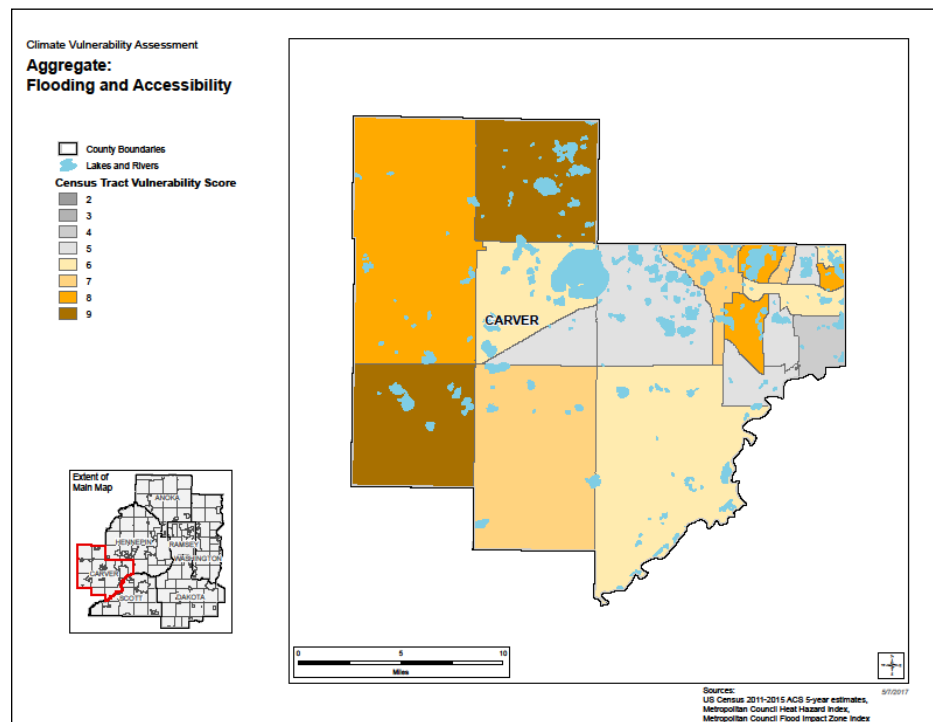 Climate Vulnerability Assessment
Aggregate:
Flooding and Accessibility
County Boundaries
Lakes and Rivers
Census Tract Vulnerability Score
2
3
4
5
6
7
8
9
CARVER
Extent of
Main Map
ANOKA
HENNEPIN
RAMSEY
WASHINGTON
CARVER
SCOTT
DAKOTA
0 5 10
Miles
Sources:
US Census 2011-2015 ACS 5-year estimates,
Metropolitan Council Heat Hazard Index,
Metropolitan Council Flood Impact Zone Index
5/7/2017